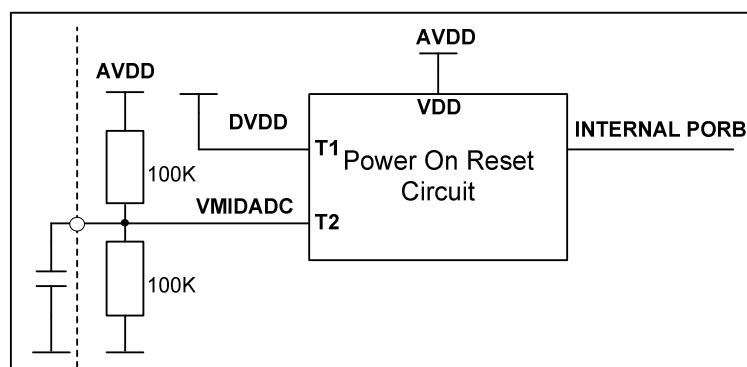 AVDD
AVDD
VDD
DVDD
INTERNAL PORB
T1
Power On Reset
Circuit
100K
VMIDADC
T2
100K